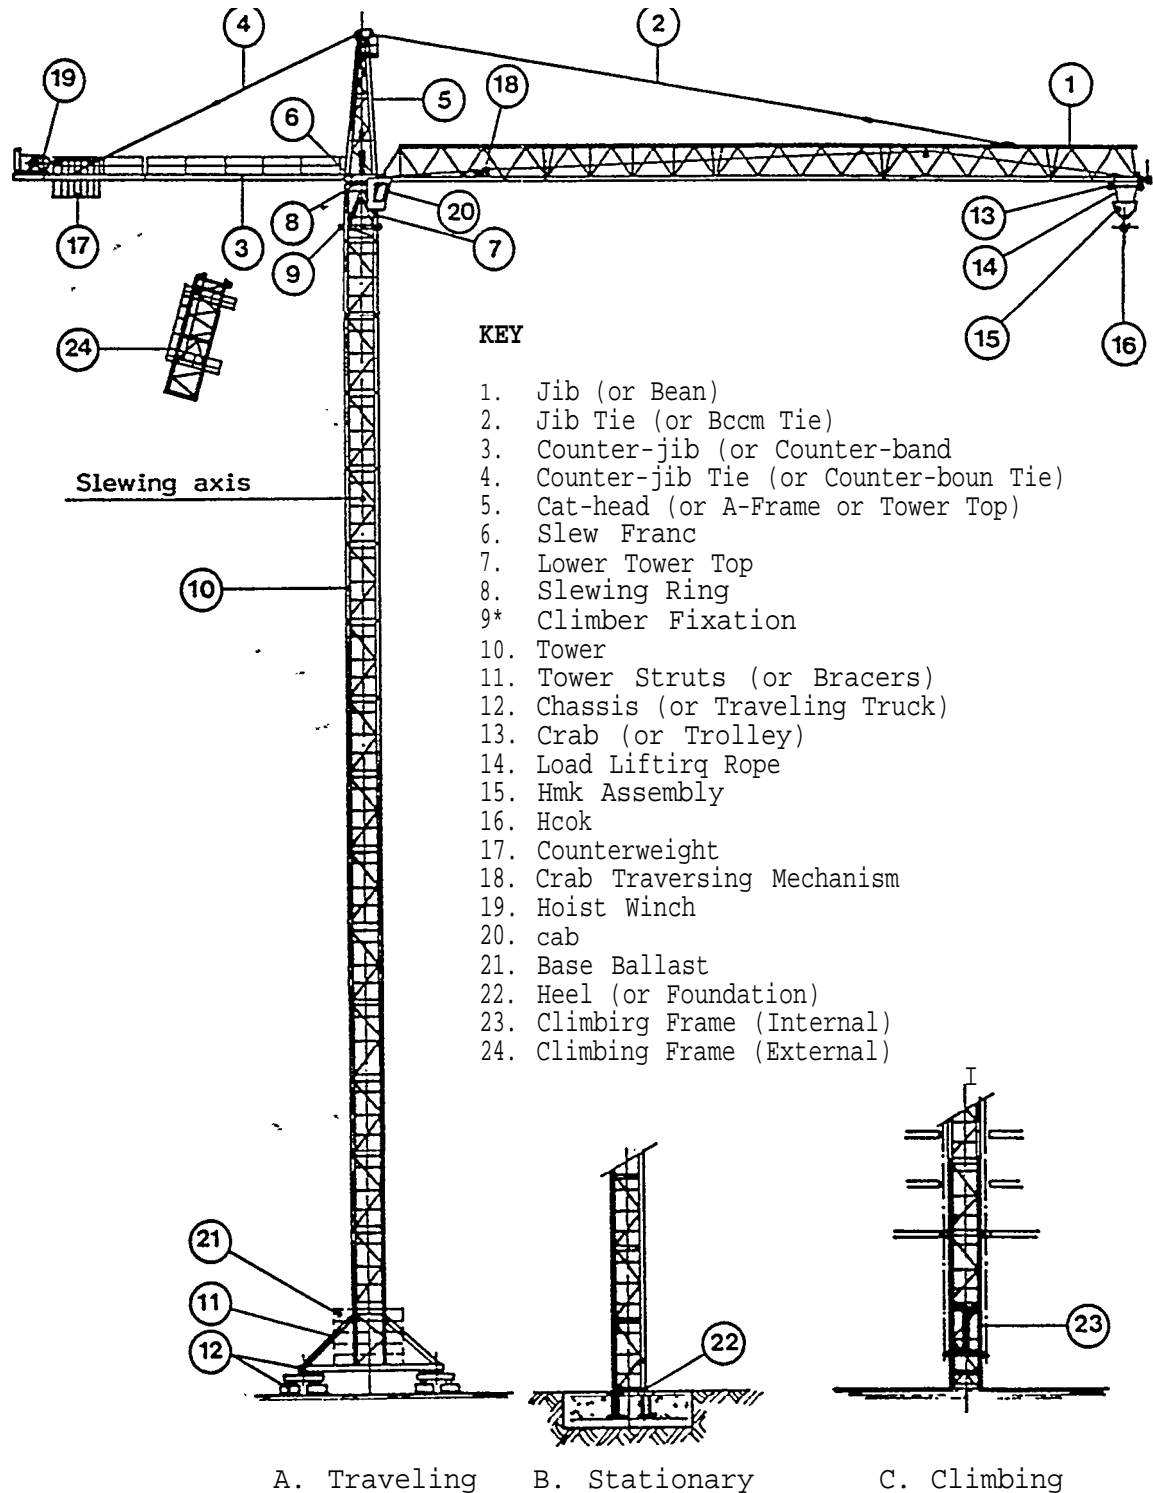 4
2
19
18
1
5
6
8
20
13
17
3
7
9
14
15
16
24
KEY
1. Jib (or Bean)
2. Jib Tie (or Bccm Tie)
3. Counter-jib (or Counter-band
4. Counter-jib Tie (or Counter-boun Tie)
5. Cat-head (or A-Frame or Tower Top)
6. Slew Franc
7. Lower Tower Top
8. Slewing Ring
9* Climber Fixation
10. Tower
11. Tower Struts (or Bracers)
12. Chassis (or Traveling Truck)
13. Crab (or Trolley)
14. Load Liftirq Rope
15. Hmk Assembly
16. Hcok
17. Counterweight
18. Crab Traversing Mechanism
19. Hoist Winch
20. cab
21. Base Ballast
22. Heel (or Foundation)
23. Climbirg Frame (Internal)
24. Climbing Frame (External)
Slewing axis
10
I
21
11
12
22
23
A. Traveling
B. Stationary
C. Climbing